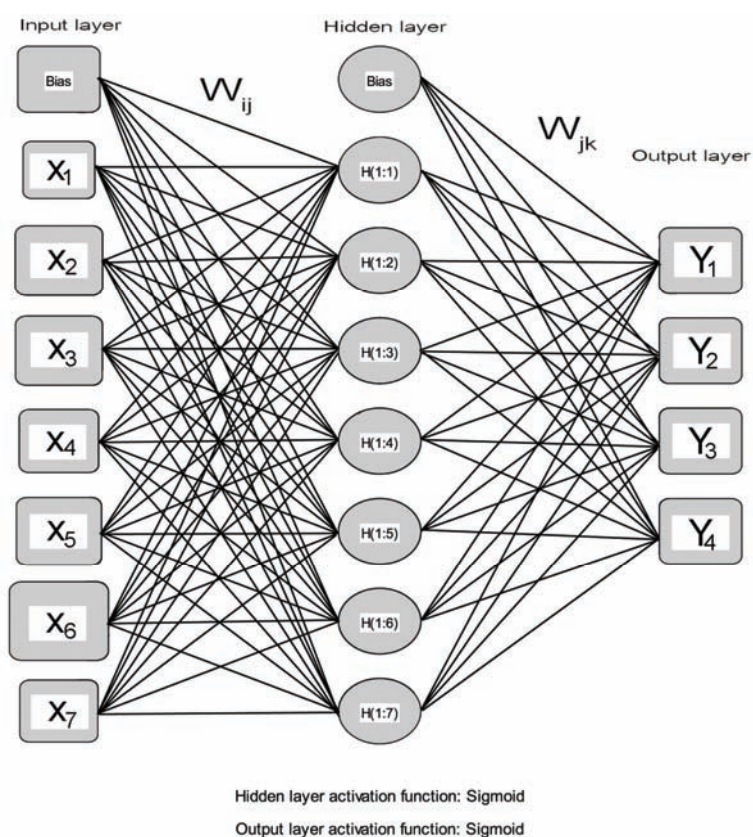 Input layer
Hidden layer
Bias
Bias
Wij
Wjk
Output layer
X1
H(1:1)
X2
H(1:2)
Y1
X3
H(1:3)
Y2
X4
H(1:4)
Y3
X5
H(1:5)
Y4
X6
H(1:6)
X7
H(1:7)
Hidden layer activation function: Sigmoid
Output layer activation function: Sigmoid